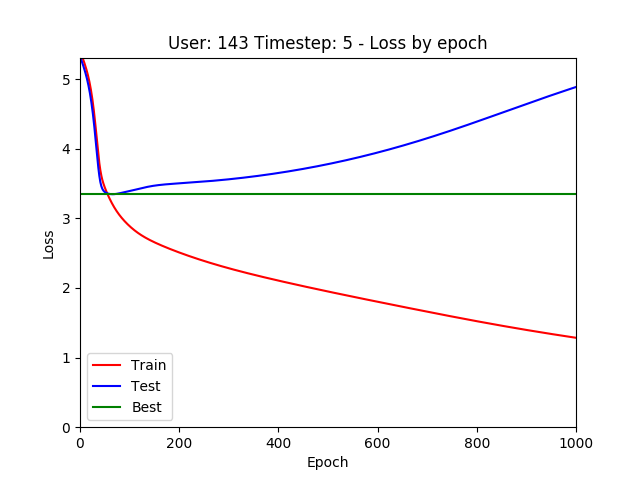 User: 143 Timestep: 5 - Loss by epoch
5
4
3
2
1
0
Loss
Train
Test
Best
0 200 400 600 800 1000
Epoch